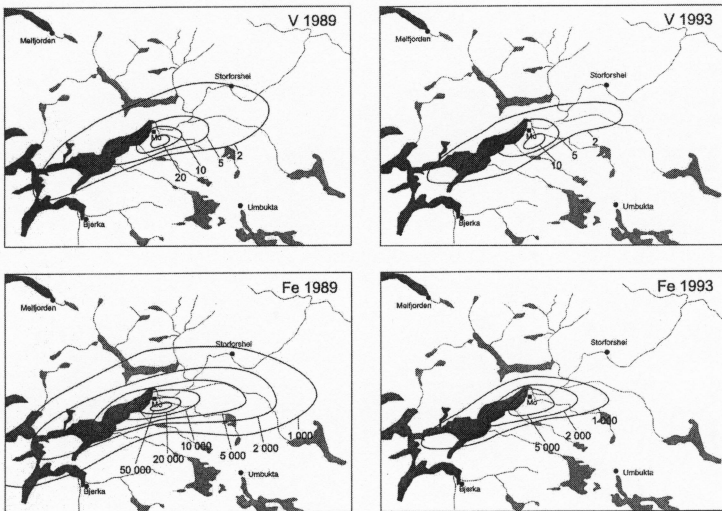 V 1989
Melfjorden
Storforshei
Mo
20
10
5
2
Umbukta
Bjerka
V 1993
Melfjorden
Storforshei
Mo
10
5
2
Umbukta
Bjerka
Fe 1989
Melfjorden
Storforshei
Mo
50 000
20 000
10 000
5 000
2 000
1 000
Umbukta
Bjerka
Fe 1993
Melfjorden
Storforshei
Mo
5 000
2 000
1 000
Umbukta
Bjerka